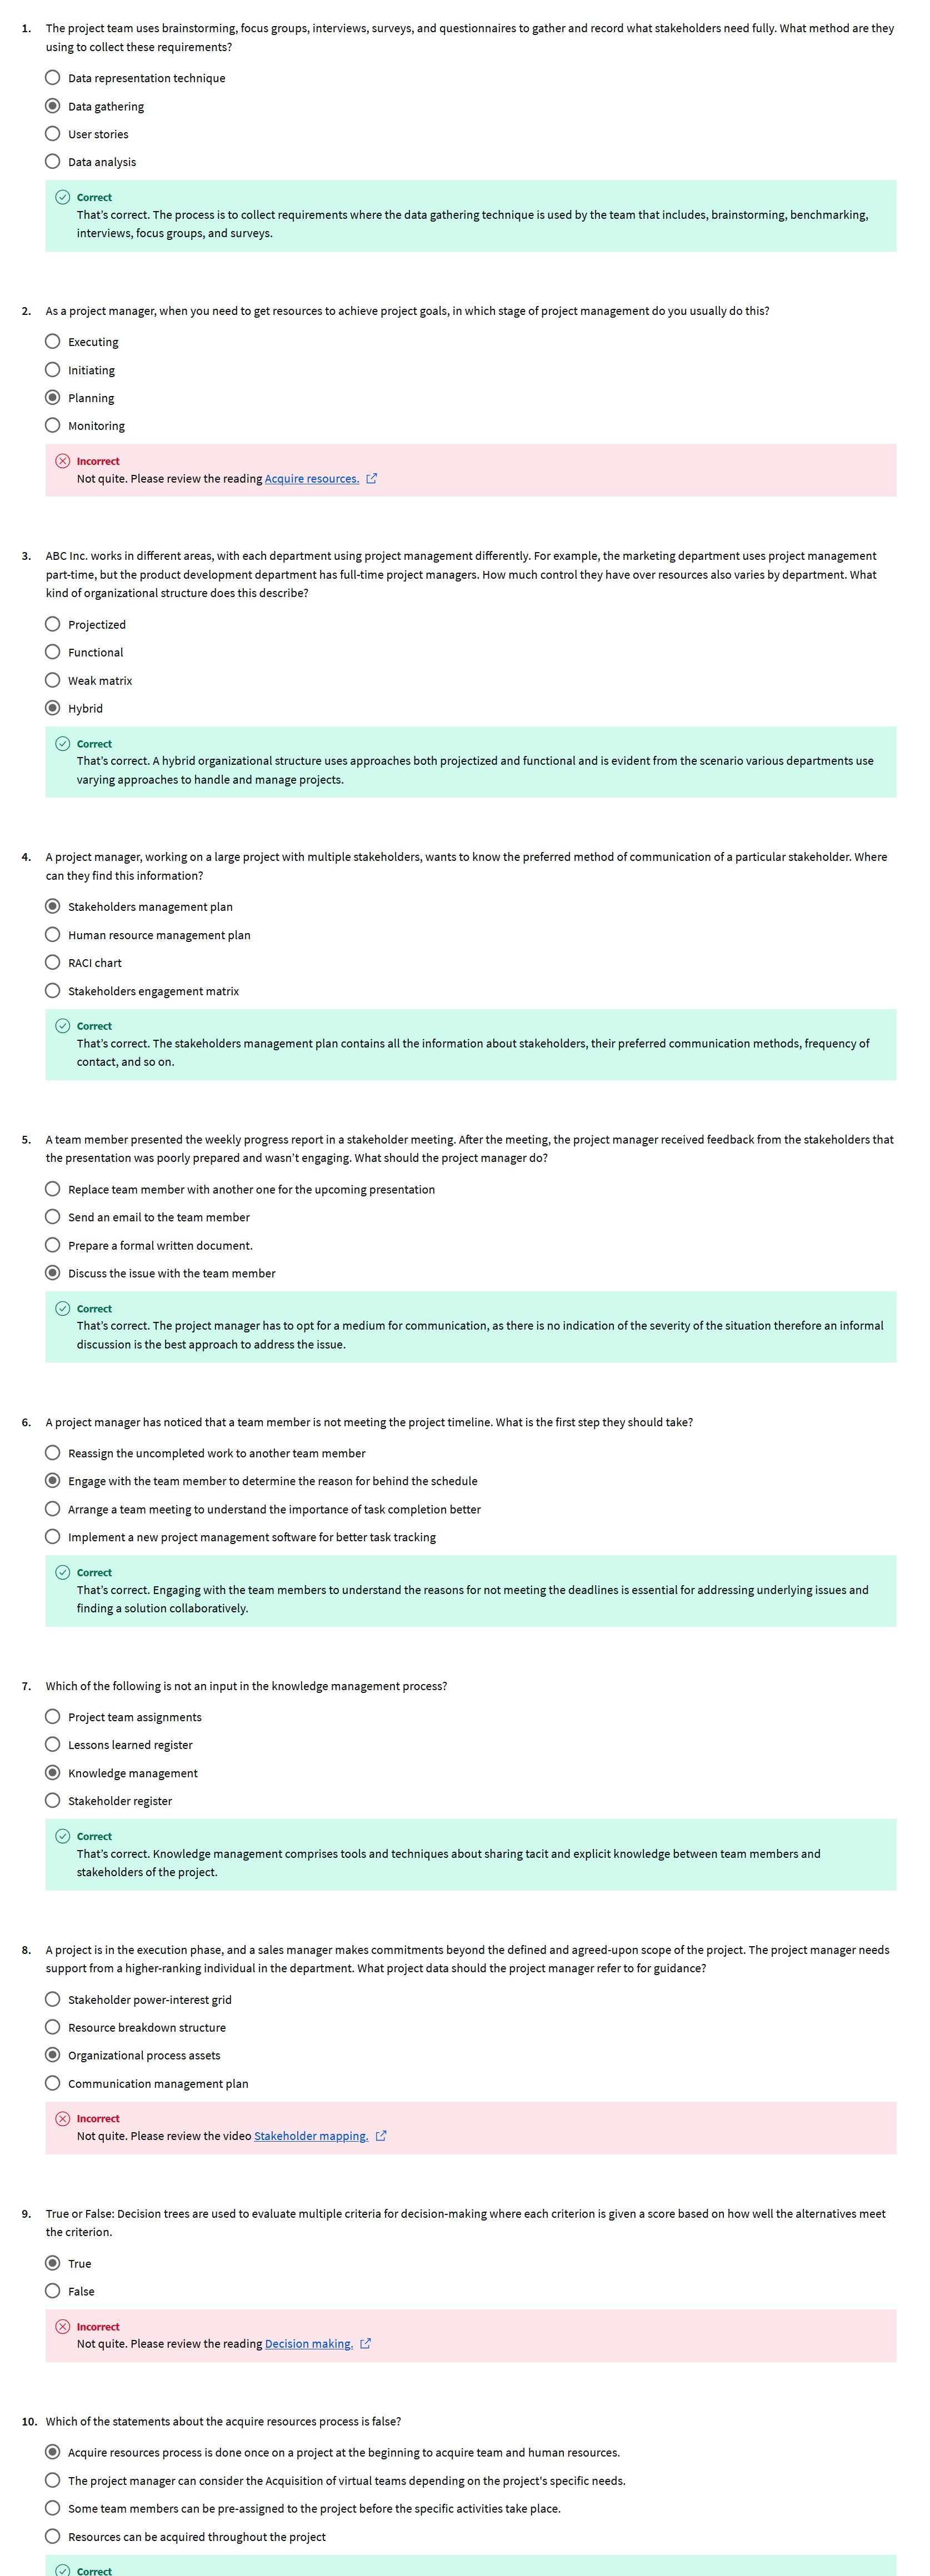 1. The project team uses brainstorming, focus groups, interviews, surveys, and questionnaires to gather and record what stakeholders need fully. What method are they
using to collect these requirements?
Data representation technique
Data gathering
User stories
Data analysis
Correct
That's correct. The process is to collect requirements where the data gathering technique is used by the team that includes, brainstorming, benchmarking,
interviews, focus groups, and surveys.
2. As a project manager, when you need to get resources to achieve project goals, in which stage of project management do you usually do this?
Executing
Initiating
Planning
Monitoring
Incorrect
Not quite. Please review the reading Acquire resources.
3. ABC Inc. works in different areas, with each department using project management differently. For example, the marketing department uses project management
part-time, but the product development department has full-time project managers. How much control they have over resources also varies by department. What
kind of organizational structure does this describe?
Projectized
Functional
Weak matrix
Hybrid
Correct
That's correct. A hybrid organizational structure uses approaches both projectized and functional and is evident from the scenario various departments use
varying approaches to handle and manage projects.
4. A project manager, working on a large project with multiple stakeholders, wants to know the preferred method of communication of a particular stakeholder. Where
can they find this information?
Stakeholders management plan
Human resource management plan
RACI chart
Stakeholders engagement matrix
Correct
That's correct. The stakeholders management plan contains all the information about stakeholders, their preferred communication methods, frequency of
contact, and so on.
5. A team member presented the weekly progress report in a stakeholder meeting. After the meeting, the project manager received feedback from the stakeholders that
the presentation was poorly prepared and wasn't engaging. What should the project manager do?
Replace team member with another one for the upcoming presentation
Send an email to the team member
Prepare a formal written document.
Discuss the issue with the team member
Correct
That's correct. The project manager has to opt for a medium for communication, as there is no indication of the severity of the situation therefore an informal
discussion is the best approach to address the issue.
6. A project manager has noticed that a team member is not meeting the project timeline. What is the first step they should take?
Reassign the uncompleted work to another team member
Engage with the team member to determine the reason for behind the schedule
Arrange a team meeting to understand the importance of task completion better
Implement a new project management software for better task tracking
Correct
That's correct. Engaging with the team members to understand the reasons for not meeting the deadlines is essential for addressing underlying issues and
finding a solution collaboratively.
7. Which of the following is not an input in the knowledge management process?
Project team assignments
Lessons learned register
Knowledge management
Stakeholder register
Correct
That's correct. Knowledge management comprises tools and techniques about sharing tacit and explicit knowledge between team members and
stakeholders of the project.
8. A project is in the execution phase, and a sales manager makes commitments beyond the defined and agreed-upon scope of the project. The project manager needs
support from a higher-ranking individual in the department. What project data should the project manager refer to for guidance?
Stakeholder power-interest grid
Resource breakdown structure
Organizational process assets
Communication management plan
Incorrect
Not quite. Please review the video Stakeholder mapping.
9. True or False: Decision trees are used to evaluate multiple criteria for decision-making where each criterion is given a score based on how well the alternatives meet
the criterion.
True
False
Incorrect
Not quite. Please review the reading Decision making.
10. Which of the statements about the acquire resources process is false?
Acquire resources process is done once on a project at the beginning to acquire team and human resources.
The project manager can consider the Acquisition of virtual teams depending on the project's specific needs.
Some team members can be pre-assigned to the project before the specific activities take place.
Resources can be acquired throughout the project
Correct